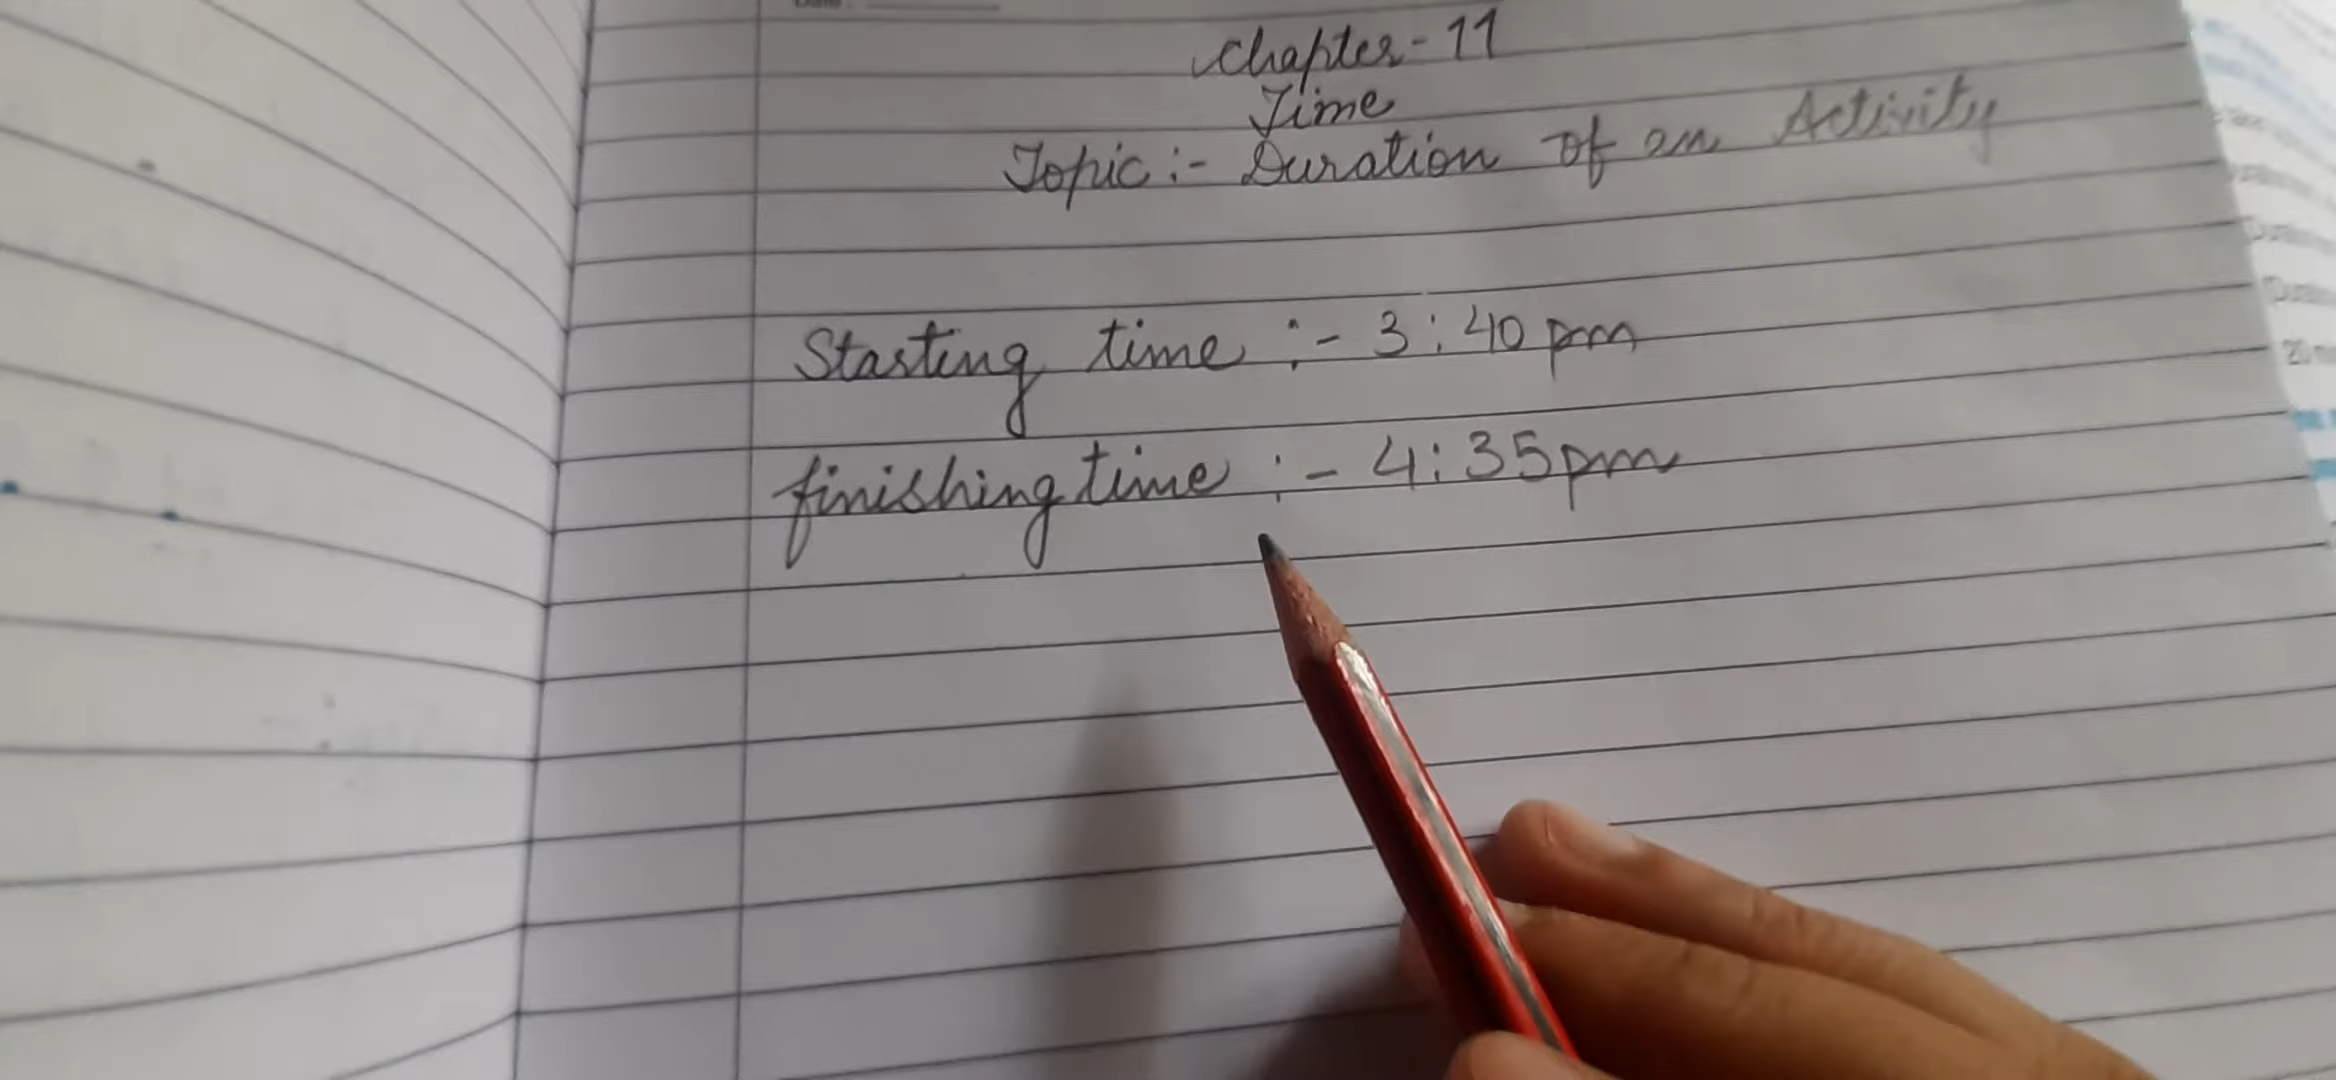 Chapter - 11
Time
Topic :- Duration of an Activity
Starting time :- 3:40 pm
finishing time :- 4:35 pm